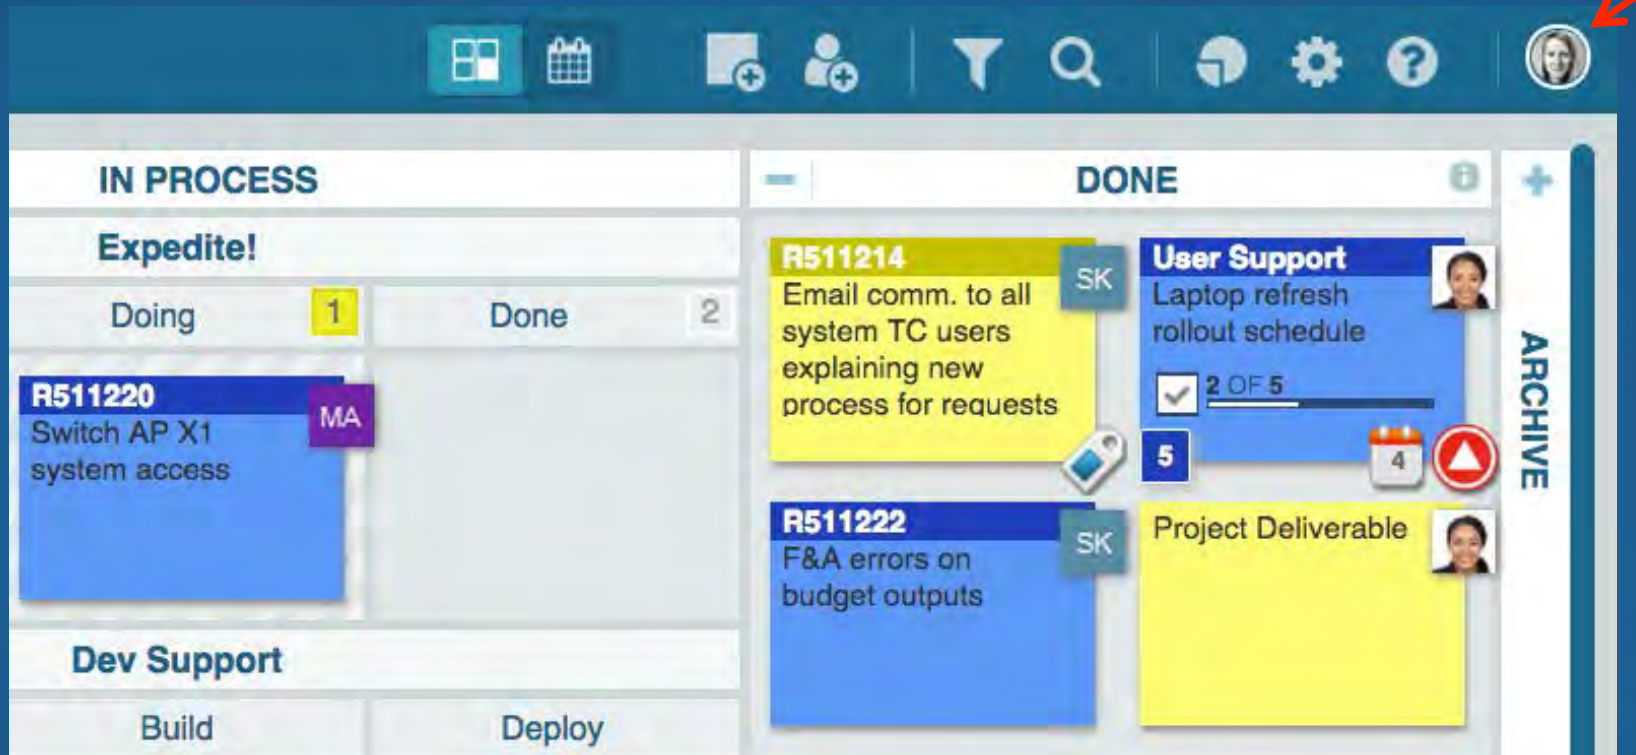 IN PROCESS
DONE
Expedite!
Doing
1
Done
2
R511220
MA
Switch AP X1
system access
Dev Support
Build
Deploy
R511214
SK
Email comm. to all
system TC users
explaining new
process for requests
User Support
Laptop refresh
rollout schedule
2 OF 5
5
4
R511222
SK
F&A errors on
budget outputs
Project Deliverable
ARCHIVE